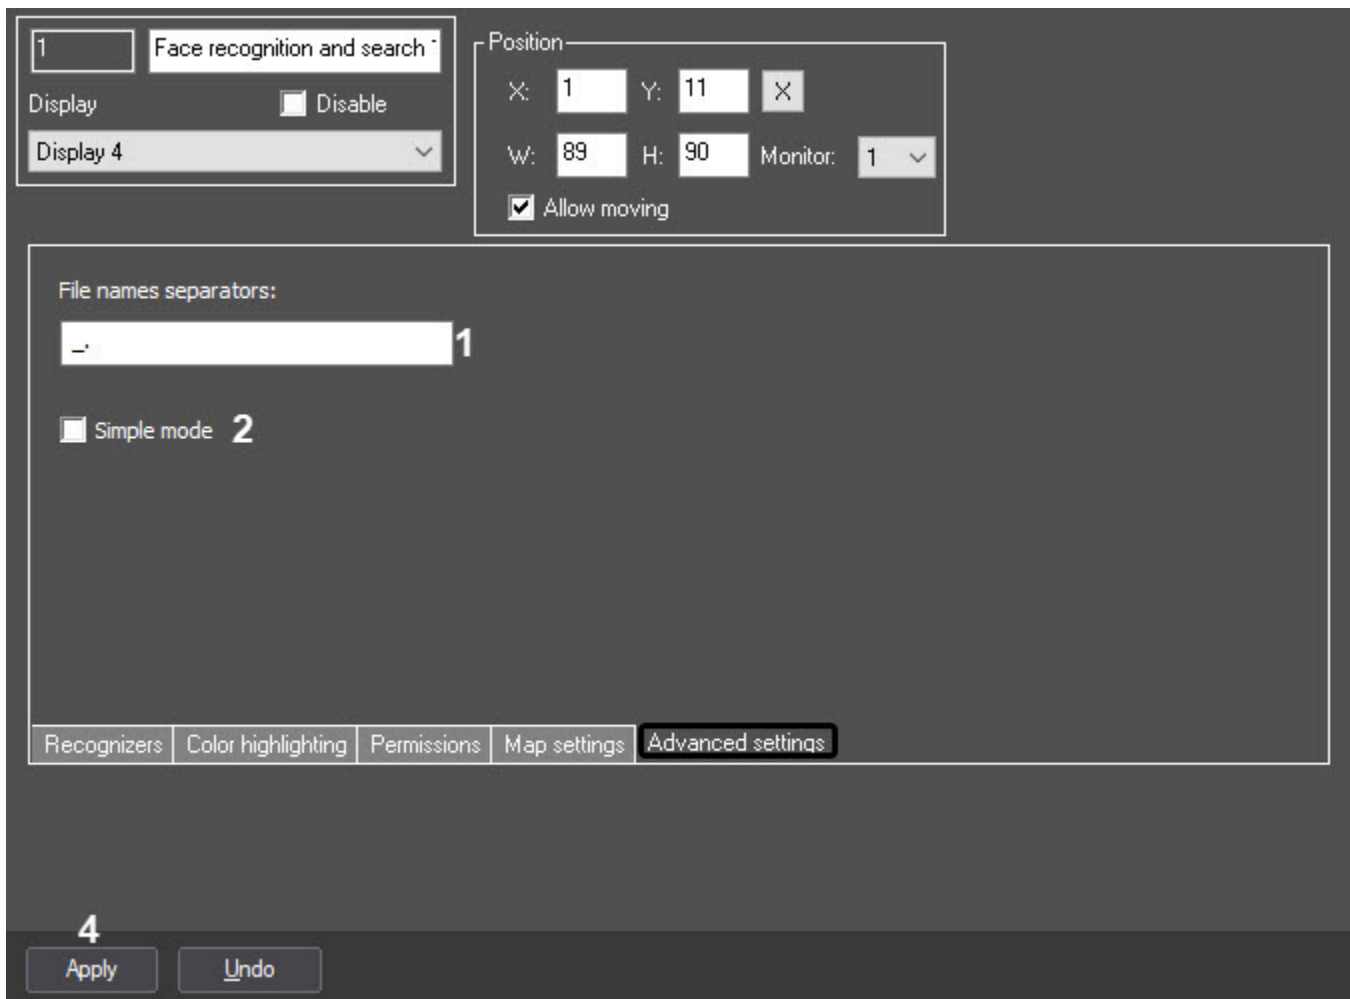 1 Face recognition and search
Display Disable
Display 4
Position
X: 1 Y: 11 X
W: 89 H: 90 Monitor: 1
Allow moving
File names separators:
_. 1
Simple mode 2
Recognizers Color highlighting Permissions Map settings Advanced settings
4
Apply Undo